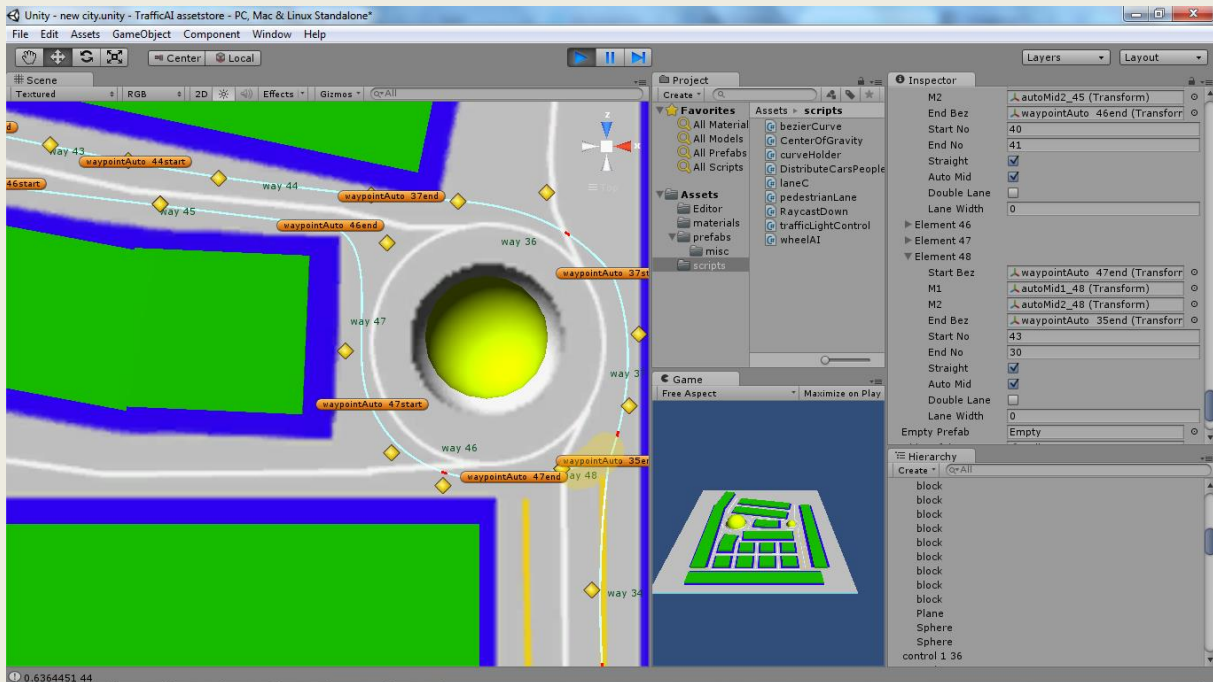 Unity - new city.unity - TrafficAI assetstore - PC, Mac & Linux Standalone*
File Edit Assets GameObject Component Window Help
Center Local
Layers Layout
# Scene
Textured RGB 2D Effects Gizmos All
way 43
waypointAuto 44start
way 44
waypointAuto 37end
46start
way 45
waypointAuto 46end
way 36
z
x
Top
way 47
way 3
waypointAuto 47start
way 46
waypointAuto 47end
way 34
Project
Create
Favorites
All Material
All Models
All Prefabs
All Scripts
Assets
Editor
materials
prefabs
misc
scripts
Assets scripts
bezierCurve
CenterOfGravity
curveHolder
DistributeCarsPeople
laneC
pedestrianLane
RaycastDown
trafficLightControl
wheelAI
Game
Free Aspect Maximize on Play
Inspector
M2 autoMid2_45 (Transform)
End Bez waypointAuto 46end (Transforr
Start No 40
End No 41
Straight
Auto Mid
Double Lane
Lane Width 0
Element 46
Element 47
Element 48
Start Bez waypointAuto 47end (Transforr
M1 autoMid1_48 (Transform)
M2 autoMid2_48 (Transform)
End Bez waypointAuto 35end (Transforr
Start No 43
End No 30
Straight
Auto Mid
Double Lane
Lane Width 0
Empty Prefab Empty
Hierarchy
Create All
block
block
block
block
block
block
block
block
block
Plane
Sphere
Sphere
control 1 36
0.6364451 44